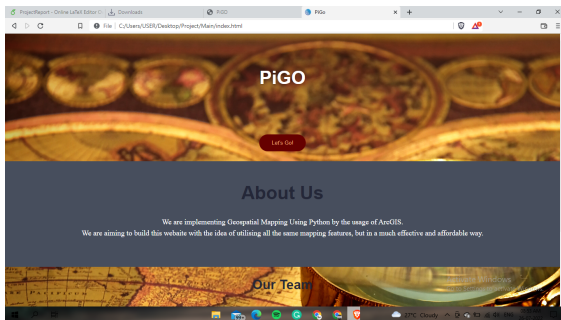 ProjectReport - Online LaTeX Editor
Downloads
PiGO
PiGo
File | C:/Users/USER/Desktop/Project/Main/index.html
PiGO
Let's Go!
About Us
We are implementing Geospatial Mapping Using Python by the usage of ArcGIS.
We are aiming to build this website with the idea of utilising all the same mapping features, but in a much effective and affordable way.
Our Team
27°C Cloudy
ENG